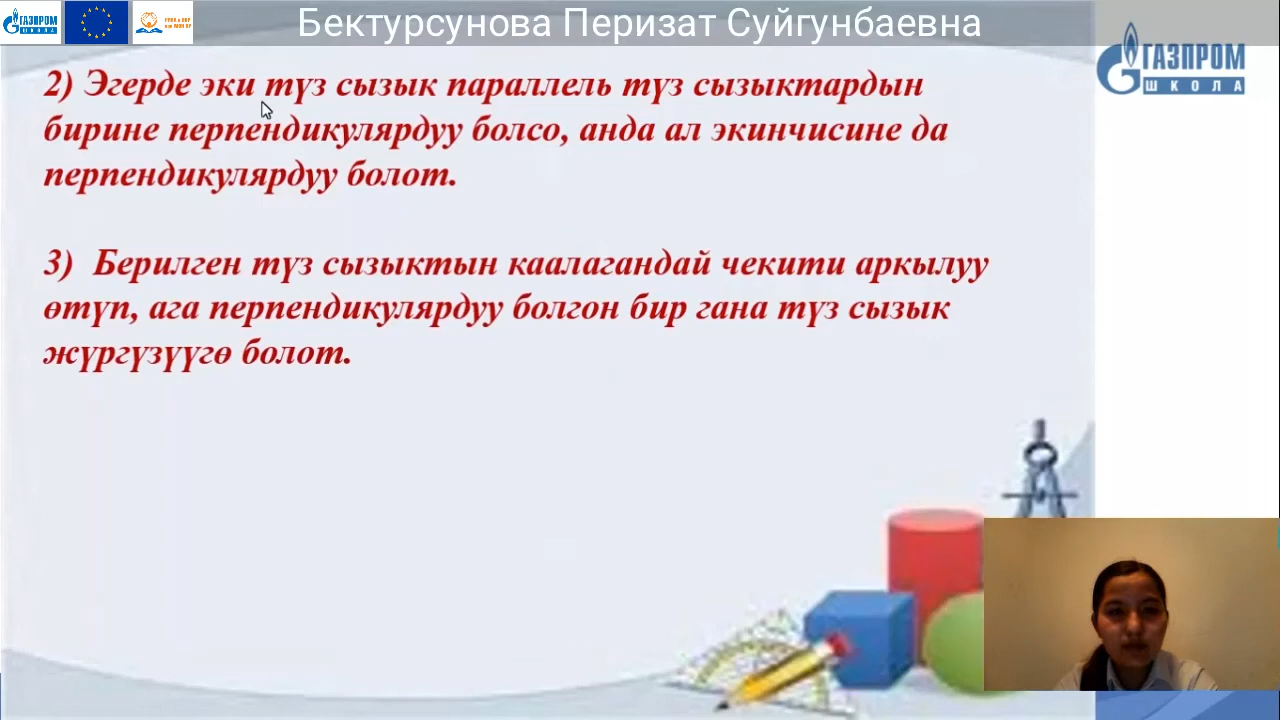 Бектурсунова Перизат Суйгунбаевна
ГАЗПРОМ
ШКОЛА
ГАЗПРОМ
ШКОЛА
2) Эгерде эки түз сызык параллель түз сызыктардын
бирине перпендикулярдуу болсо, анда ал экинчисине да
перпендикулярдуу болот.
3) Берилген түз сызыктын каалагандай чекити аркылуу
өтүп, ага перпендикулярдуу болгон бир гана түз сызык
жүргүзүүгө болот.